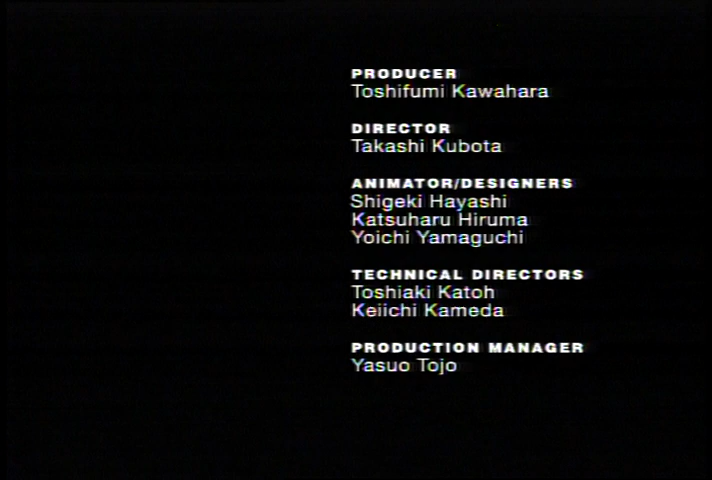 PRODUCER
Toshifumi Kawahara
DIRECTOR
Takashi Kubota
ANIMATOR/DESIGNERS
Shigeki Hayashi
Katsuharu Hiruma
Yoichi Yamaguchi
TECHNICAL DIRECTORS
Toshiaki Katoh
Keiichi Kameda
PRODUCTION MANAGER
Yasuo Tojo